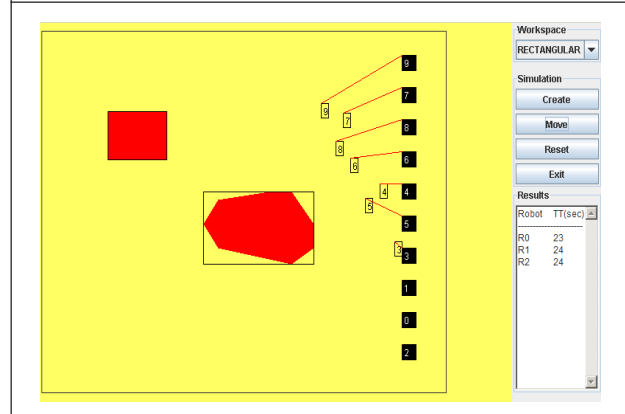 Workspace
RECTANGULAR
Simulation
Create
Move
Reset
Exit
Results
Robot TT(sec)
--------------------
R0 23
R1 24
R2 24
9
7
8
6
4
5
3
1
0
2
9
7
8
6
4
5
3